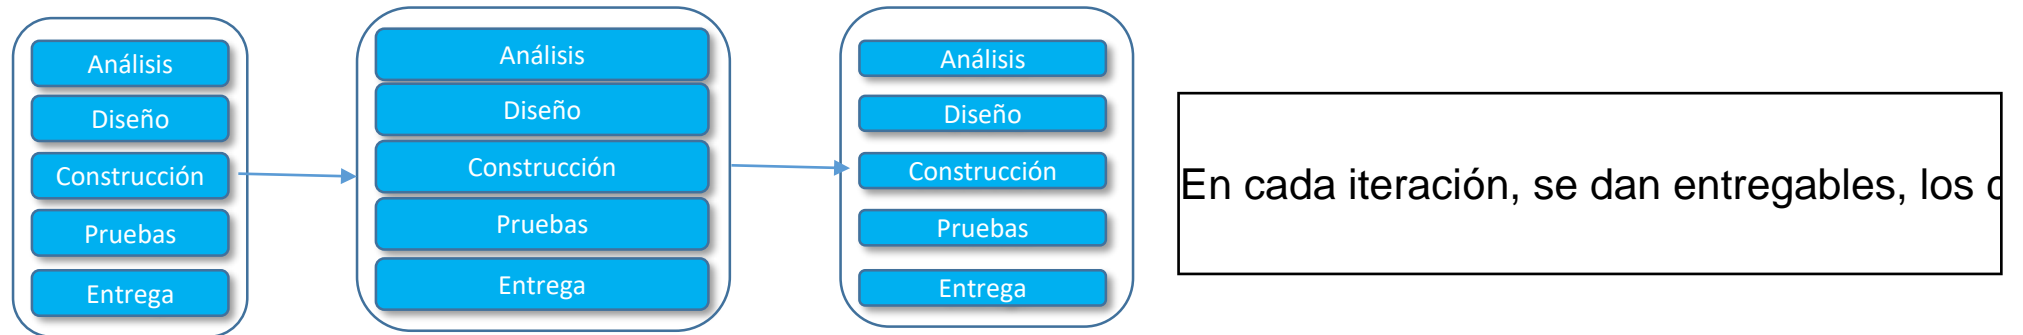 Análisis
Diseño
Construcción
Pruebas
Entrega
Análisis
Diseño
Construcción
Pruebas
Entrega
Análisis
Diseño
Construcción
Pruebas
Entrega
En cada iteración, se dan entregables, los